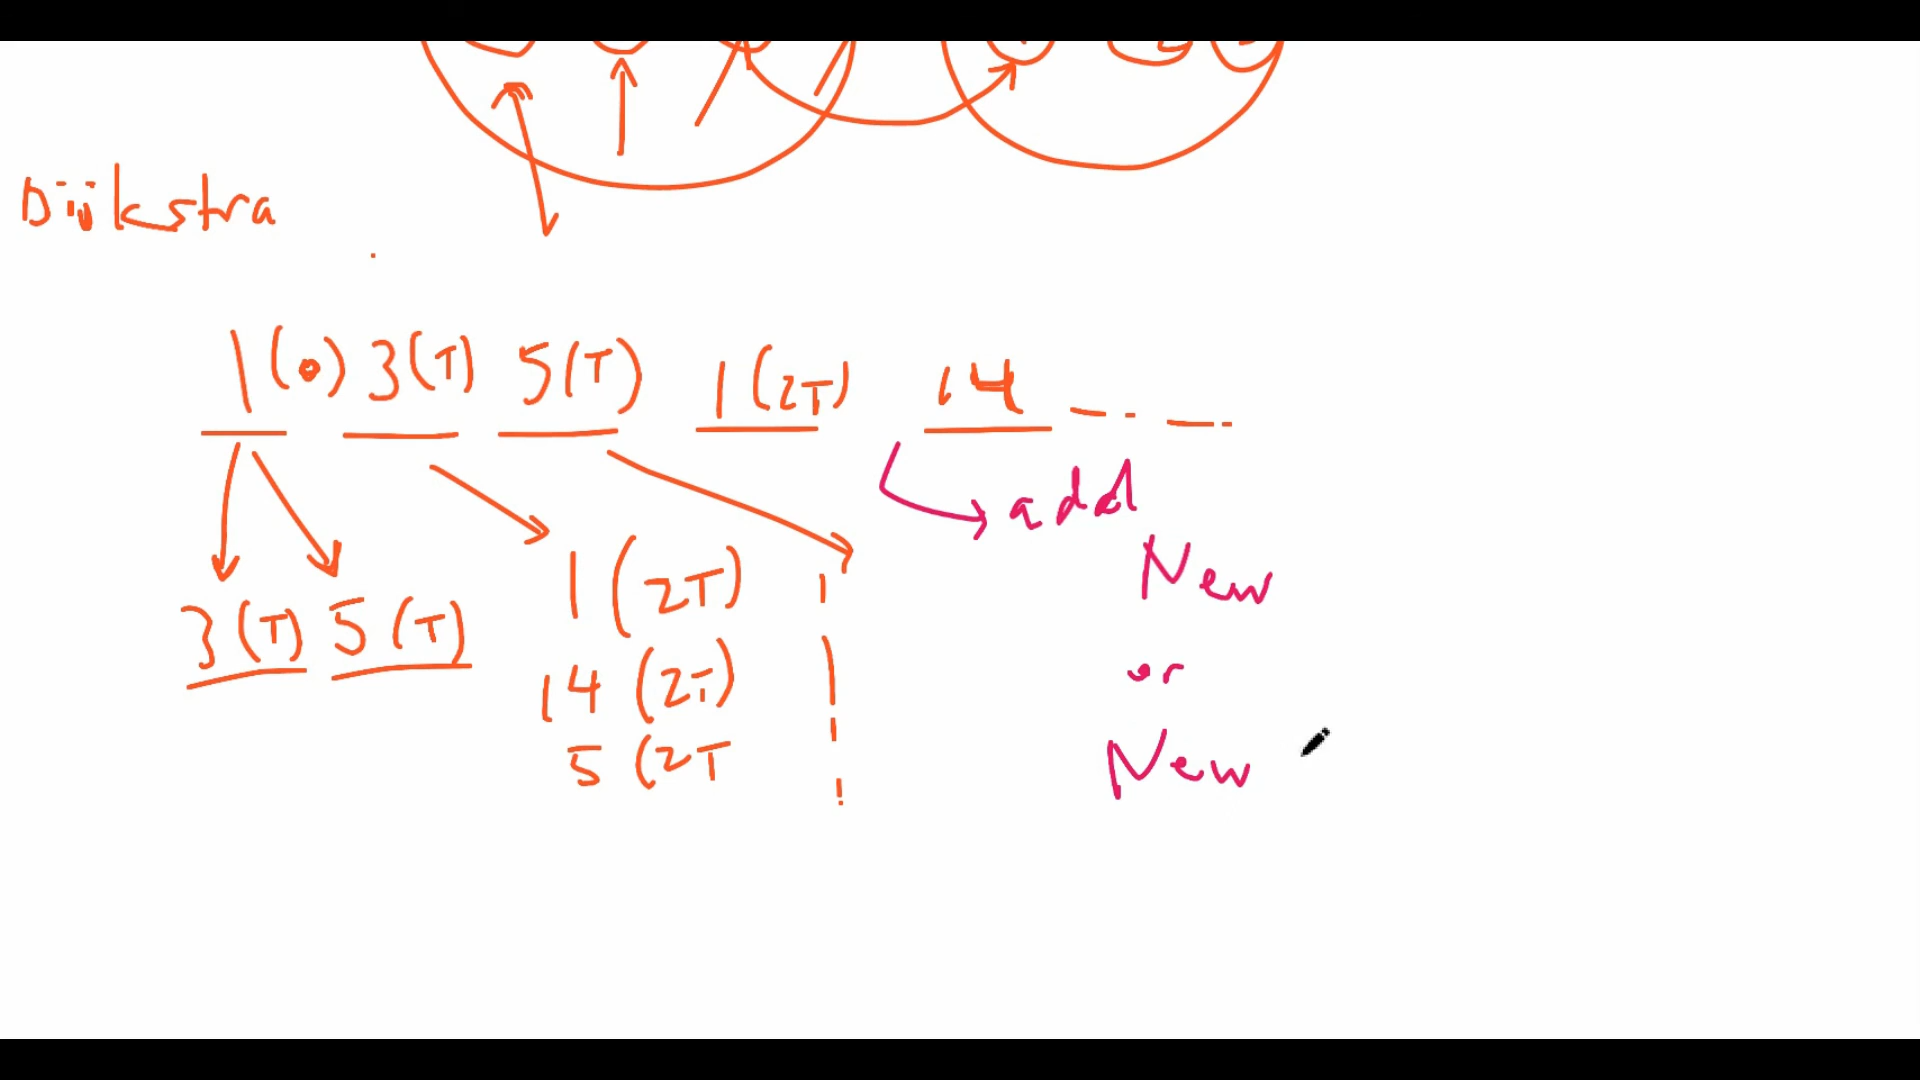 Dijkstra
1(0) 3(T) 5(T) 1(2T) 14
add
New
3(T) 5(T)
1(2T)
14(2T)
5(2T
or
New